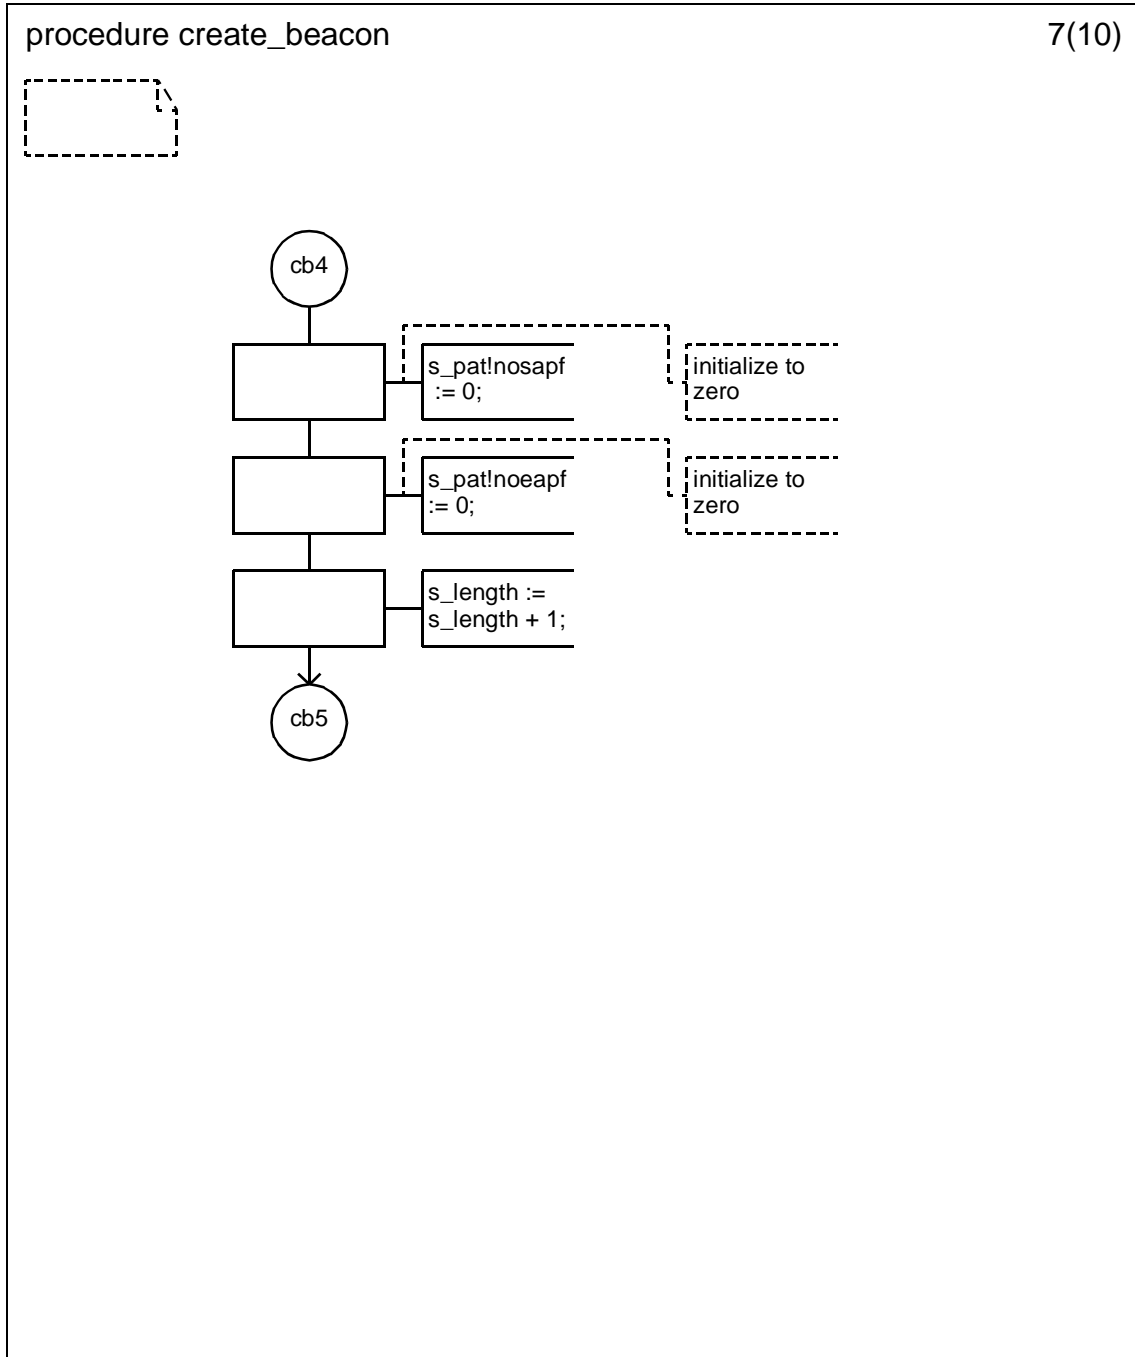 procedure create_beacon
7(10)
cb4
s_pat!nosapf
:= 0;
initialize to
zero
s_pat!noeapf
:= 0;
initialize to
zero
s_length :=
s_length + 1;
cb5